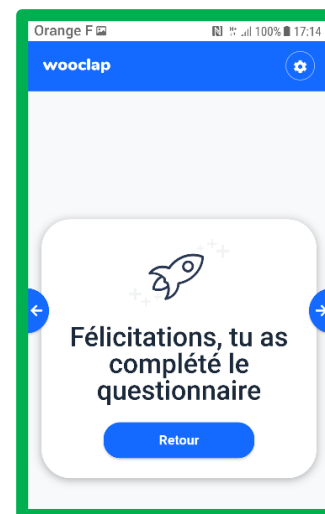 Orange F 100% 17:14
wooclap
Félicitations, tu as
complété le
questionnaire
Retour